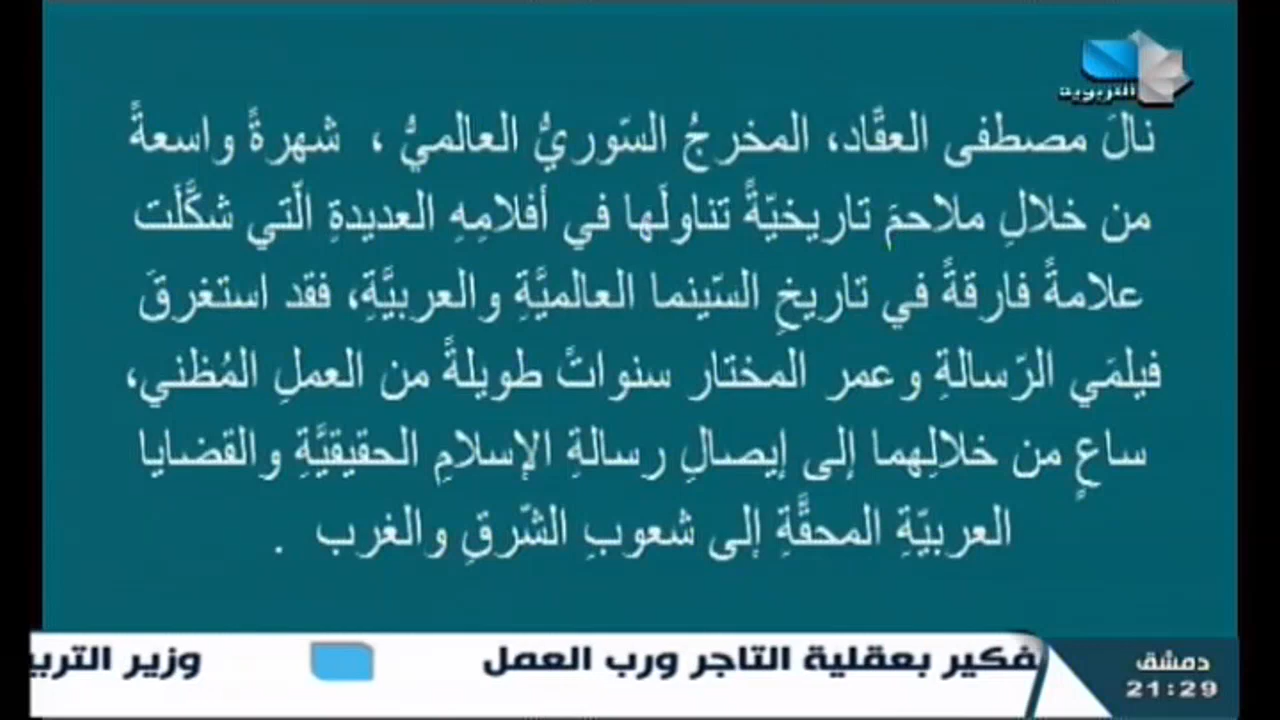 التربوية
نالَ مصطفى العقَّاد، المخرجُ السّوريُّ العالميُّ ، شهرةً واسعةً
من خلالِ ملاحمَ تاريخيّةً تناولَها في أفلامِهِ العديدةِ الّتي شكَّلَت
علامةً فارقةً في تاريخِ السّينما العالميَّةِ والعربيَّةِ، فقد استغرقَ
فيلمَي الرّسالةِ وعمر المختار سنواتً طويلةً من العملِ المُظني،
ساعٍ من خلالِهما إلى إيصالِ رسالةِ الإسلامِ الحقيقيَّةِ والقضايا
العربيّةِ المحقَّةِ إلى شعوبِ الشّرقِ والغرب .
فكير بعقلية التاجر ورب العمل وزير التربي
دمشق
21:29